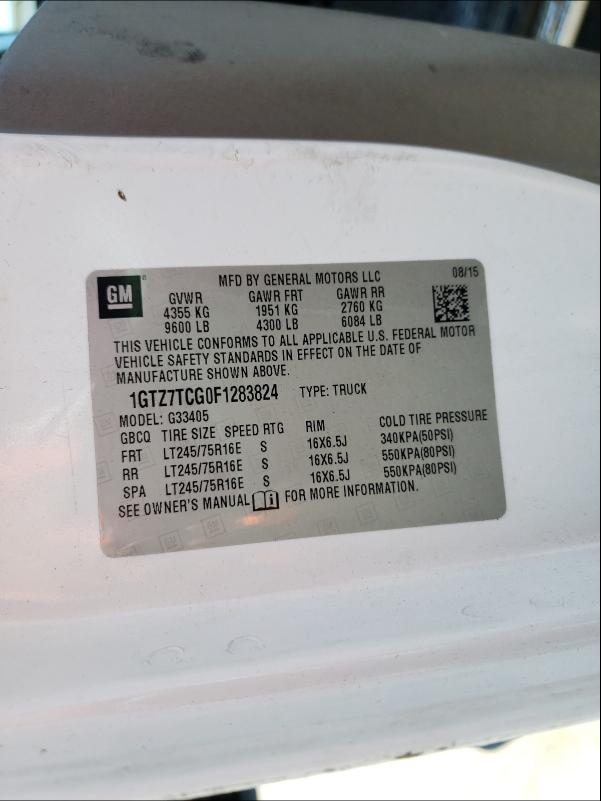 GM
MFD BY GENERAL MOTORS LLC 08/15
GVWR GAWR FRT GAWR RR
4355 KG 1951 KG 2760 KG
9600 LB 4300 LB 6084 LB
THIS VEHICLE CONFORMS TO ALL APPLICABLE U.S. FEDERAL MOTOR
VEHICLE SAFETY STANDARDS IN EFFECT ON THE DATE OF
MANUFACTURE SHOWN ABOVE.
1GTZ7TCG0F1283824 TYPE: TRUCK
MODEL: G33405
GBCQ TIRE SIZE SPEED RTG RIM COLD TIRE PRESSURE
FRT LT245/75R16E S 16X6.5J 340KPA(50PSI)
RR LT245/75R16E S 16X6.5J 550KPA(80PSI)
SPA LT245/75R16E S 16X6.5J 550KPA(80PSI)
SEE OWNER'S MANUAL i FOR MORE INFORMATION.